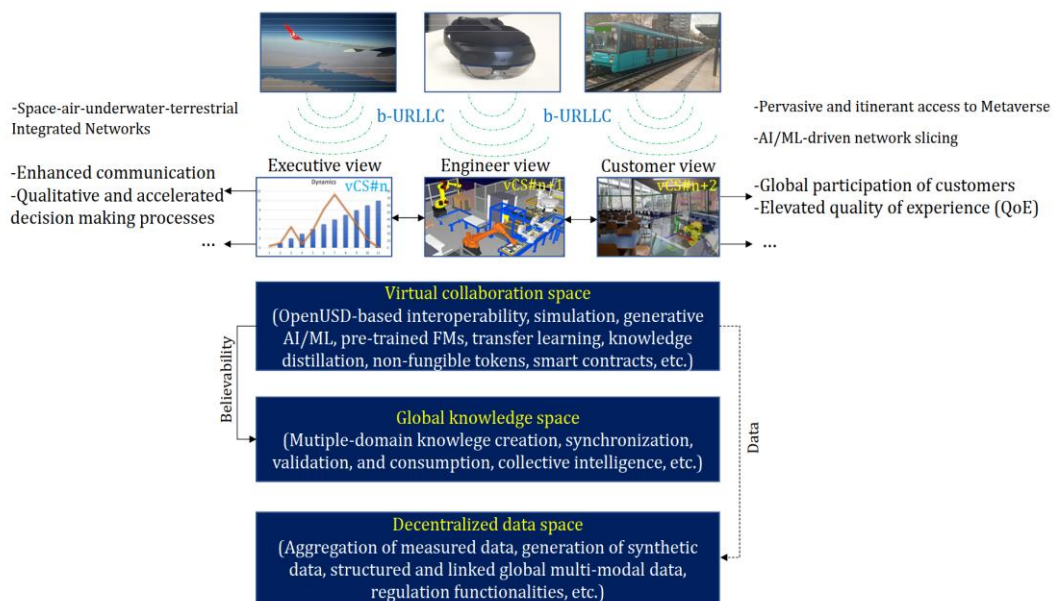 -Space-air-underwater-terrestrial
Integrated Networks
b-URLLC
b-URLLC
-Pervasive and itinerant access to Metaverse
-AI/ML-driven network slicing
Executive view
Engineer view
Customer view
-Enhanced communication
-Qualitative and accelerated
decision making processes
...
Dynamics
vCS#n
vCS#n+1
vCS#n+2
-Global participation of customers
-Elevated quality of experience (QoE)
...
Virtual collaboration space
(OpenUSD-based interoperability, simulation, generative
AI/ML, pre-trained FMs, transfer learning, knowledge
distillation, non-fungible tokens, smart contracts, etc.)
Believability
Global knowledge space
(Mutiple-domain knowlege creation, synchronization,
validation, and consumption, collective intelligence, etc.)
Data
Decentralized data space
(Aggregation of measured data, generation of synthetic
data, structured and linked global multi-modal data,
regulation functionalities, etc.)